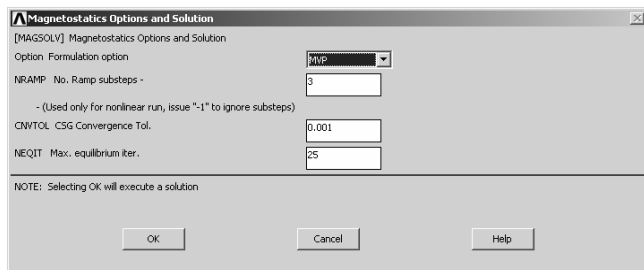 Magnetostatics Options and Solution
[MAGSOLV] Magnetostatics Options and Solution
Option Formulation option MVP
NRAMP No. Ramp substeps - 3
- (Used only for nonlinear run, issue "-1" to ignore substeps)
CNVTOL CSG Convergence Tol. 0.001
NEQIT Max. equilibrium iter. 25
NOTE: Selecting OK will execute a solution
OK Cancel Help